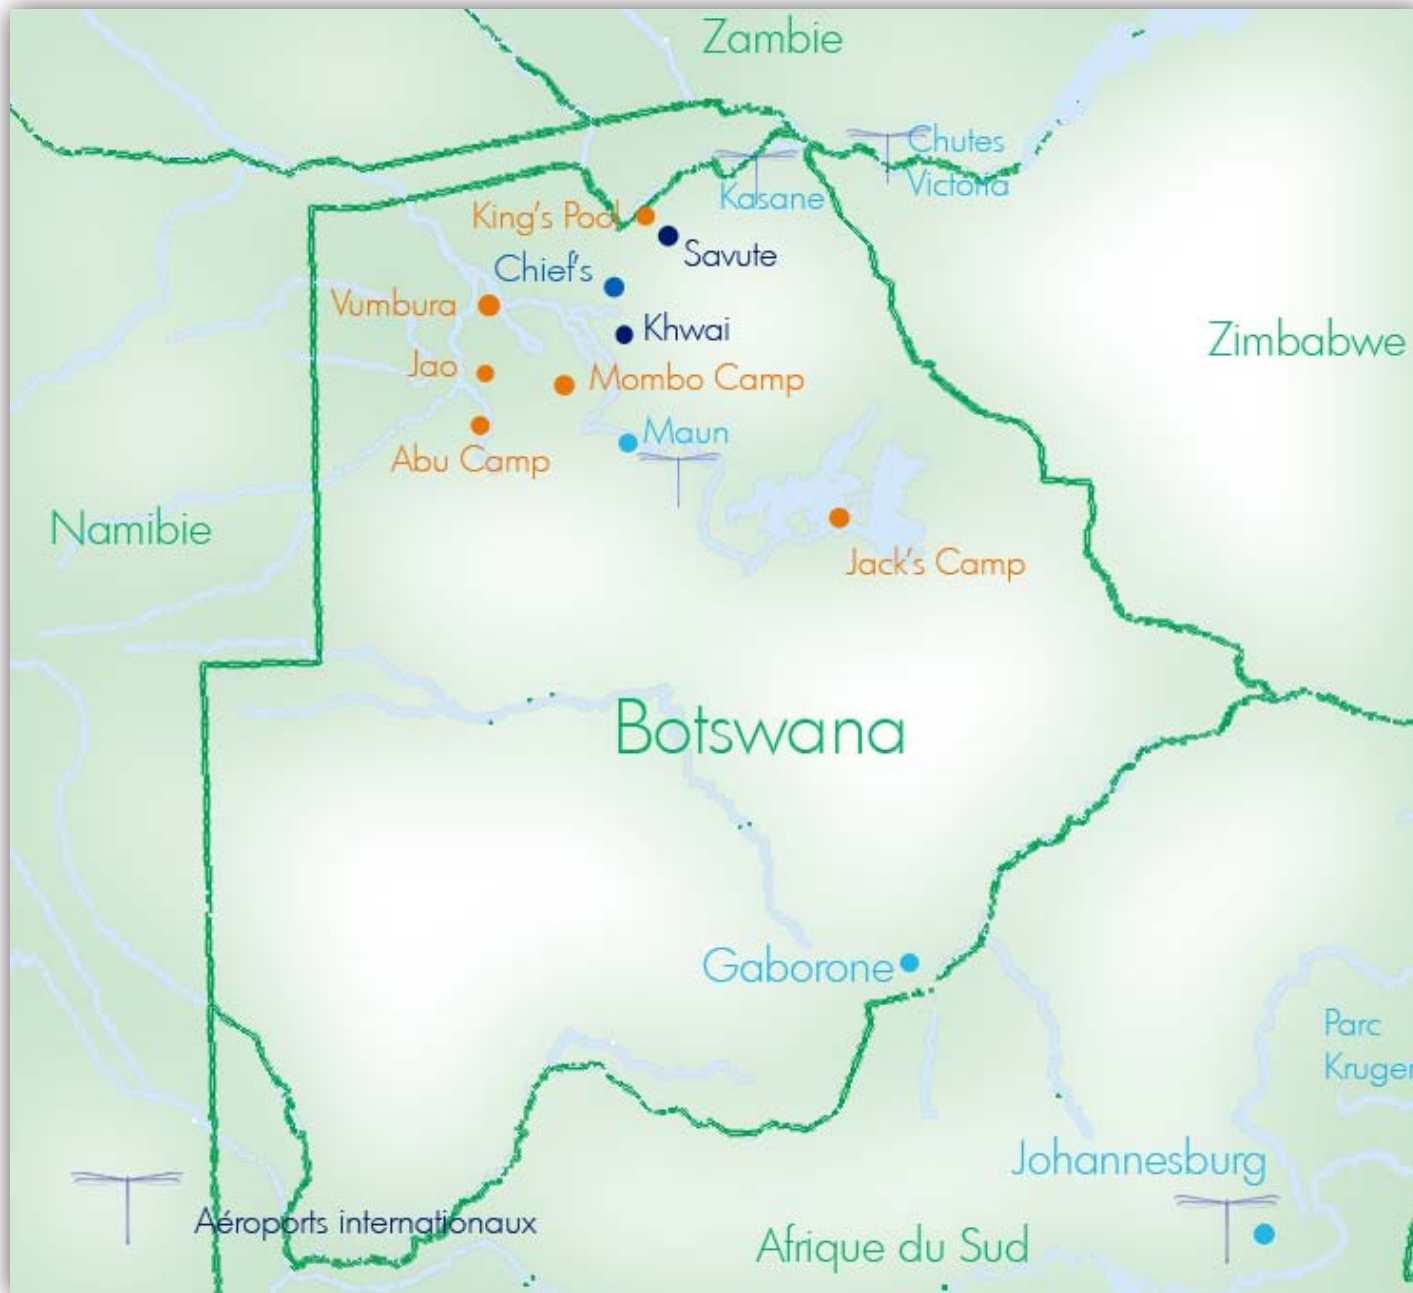 Zambie
Chutes
Victoria
Kasane
King's Pool
Savute
Chief's
Vumbura
Khwai
Zimbabwe
Jao
Mombo Camp
Maun
Abu Camp
Namibie
Jack's Camp
Botswana
Gaborone
Parc
Kruger
Johannesburg
Aéroports internationaux
Afrique du Sud